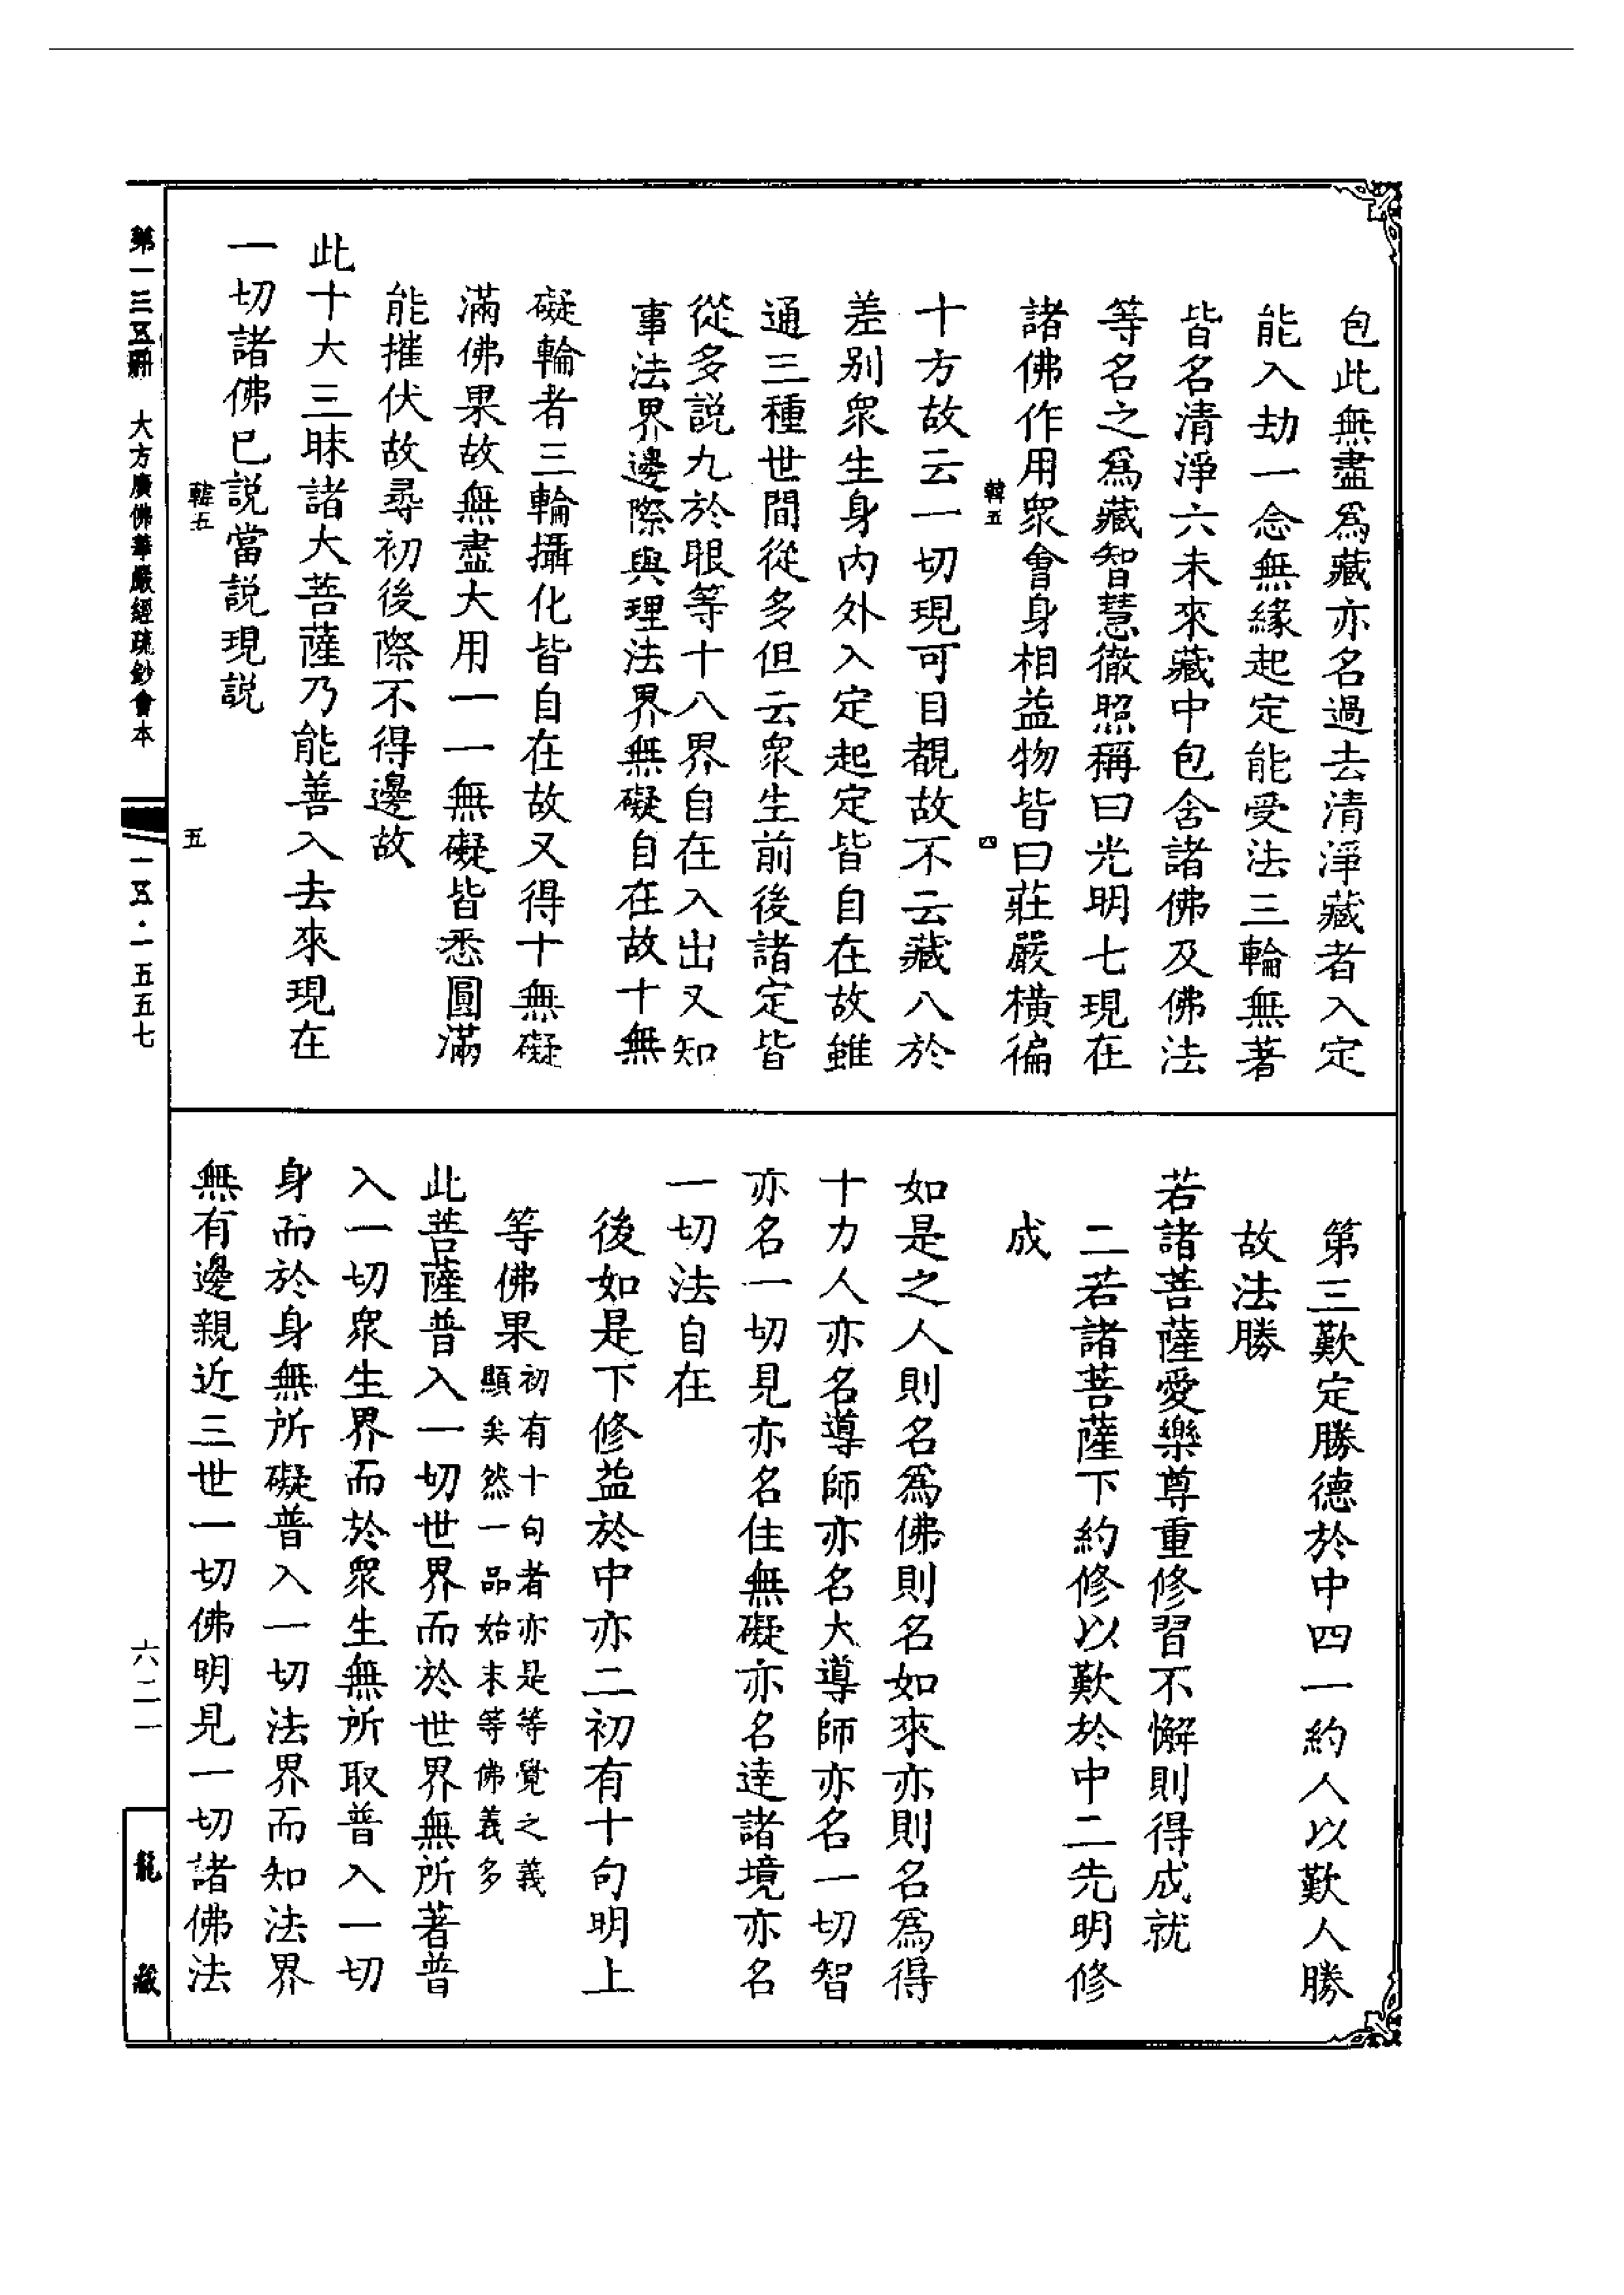 包此無盡為藏亦名過去清淨藏者入定
能入劫一念無緣起定能受法三輪無著
皆名清淨六未來藏中包含諸佛及佛法
等名之為藏智慧徹照稱曰光明七現在
諸佛作用眾會身相益物皆曰莊嚴橫徧
韓五 四
十方故云一切現可目覩故不云藏八於
差別眾生身內外入定起定皆自在故雖
通三種世間從多但云眾生前後諸定皆
從多說九於眼等十八界自在入出又知
事法界邊際與理法界無礙自在故十無
礙輪者三輪攝化皆自在故又得十無礙
滿佛果故無盡大用一一無礙皆悉圓滿
能摧伏故尋初後際不得邊故
此十大三昧諸大菩薩乃能善入去來現在
一切諸佛已說當說現說
韓五 五
第三歎定勝德於中四一約人以歎人勝
故法勝
若諸菩薩愛樂尊重修習不懈則得成就
二若諸菩薩下約修以歎於中二先明修
成
如是之人則名為佛則名如來亦則名為得
十力人亦名導師亦名大導師亦名一切智
亦名一切見亦名住無礙亦名達諸境亦名
一切法自在
後如是下修益於中亦二初有十句明上
等佛果初有十句者亦是等覺之義
顯矣然一品始末等佛義多
此菩薩普入一切世界而於世界無所著普
入一切眾生界而於眾生無所取普入一切
身而於身無所礙普入一切法界而知法界
無有邊親近三世一切佛明見一切諸佛法
大方廣佛華嚴經疏鈔會本
一五·一五五七
六二一
龍藏